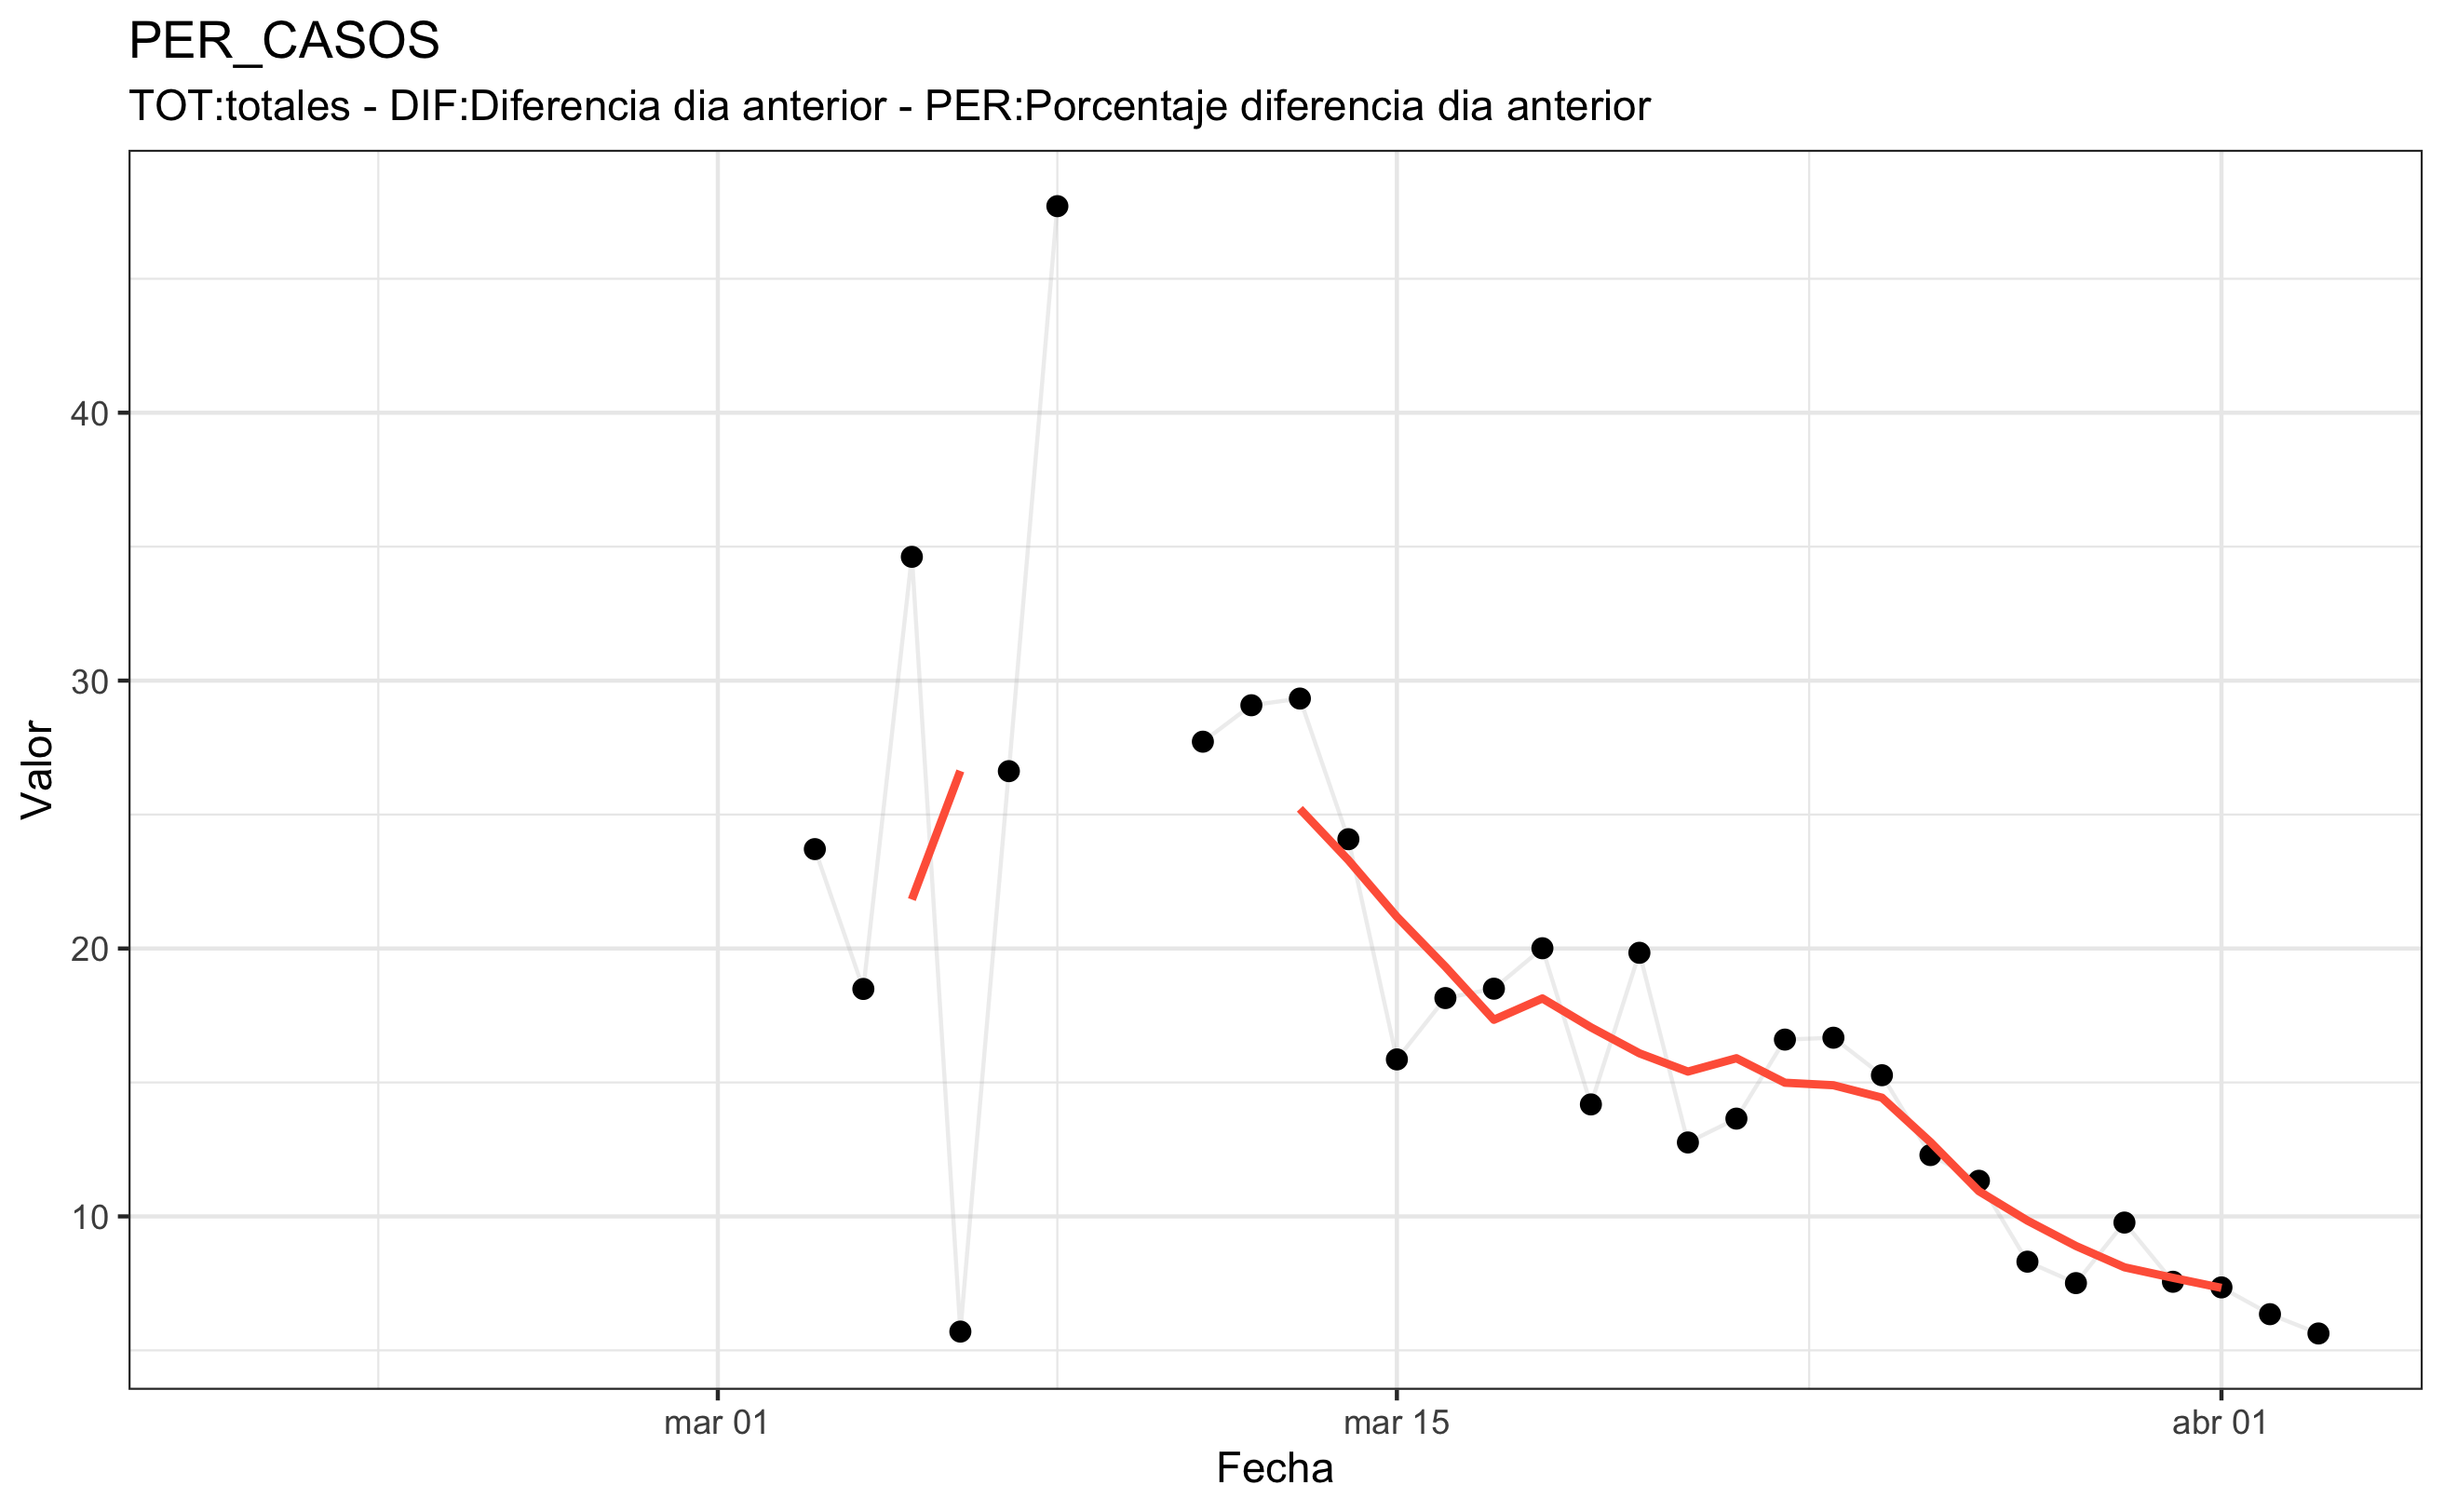 PER_CASOS
TOT:totales - DIF:Diferencia dia anterior - PER:Porcentaje diferencia dia anterior
Valor
40
30
20
10
mar 01
mar 15
abr 01
Fecha